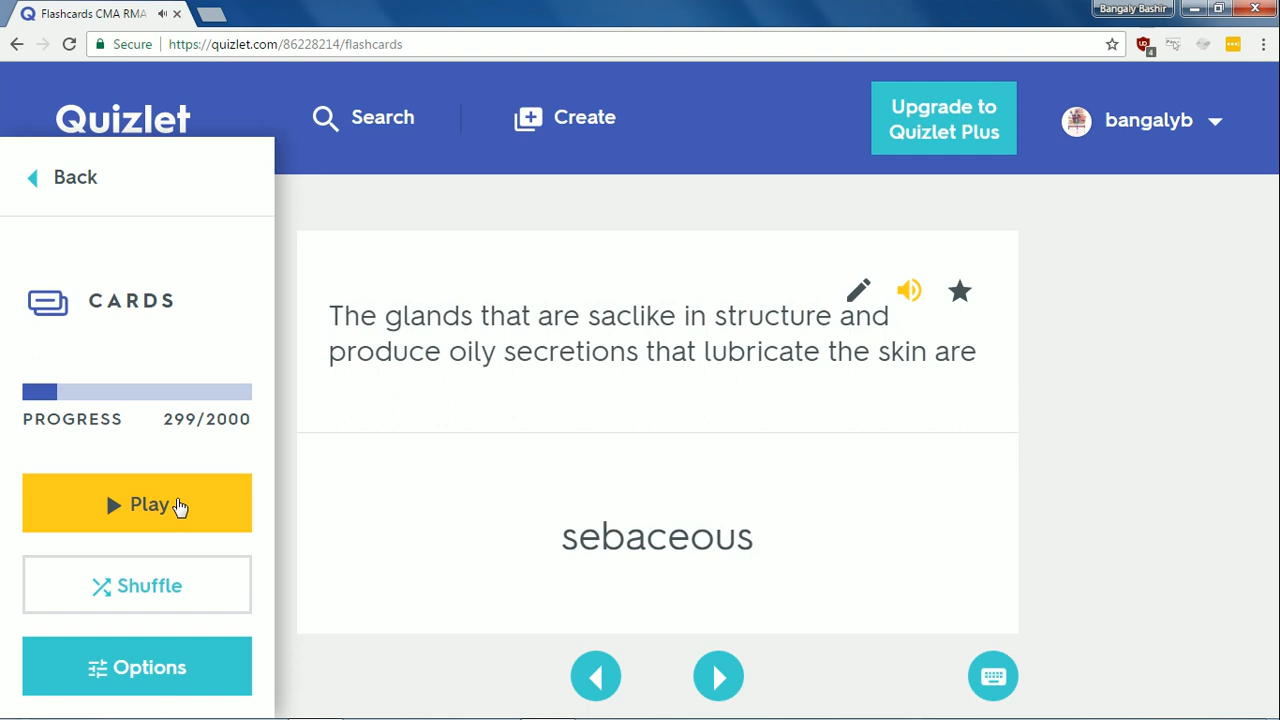 Flashcards CMA RMA
Bangaly Bashir
Secure
https://quizlet.com/86228214/flashcards
4
Quizlet
Search
Create
Upgrade to
Quizlet Plus
bangalyb
Back
CARDS
PROGRESS 299/2000
Play
Shuffle
Options
The glands that are saclike in structure and
produce oily secretions that lubricate the skin are
sebaceous